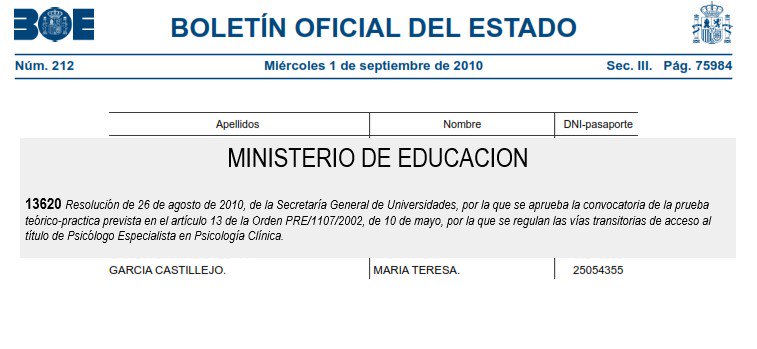 BOE
BOLETÍN OFICIAL DEL ESTADO
Núm. 212 Miércoles 1 de septiembre de 2010 Sec. III. Pág. 75984
Apellidos Nombre DNI-pasaporte
MINISTERIO DE EDUCACION
13620 Resolución de 26 de agosto de 2010, de la Secretaría General de Universidades, por la que se aprueba la convocatoria de la prueba
teórico-practica prevista en el artículo 13 de la Orden PRE/1107/2002, de 10 de mayo, por la que se regulan las vías transitorias de acceso al
título de Psicólogo Especialista en Psicología Clínica.
GARCIA CASTILLEJO. MARIA TERESA. 25054355